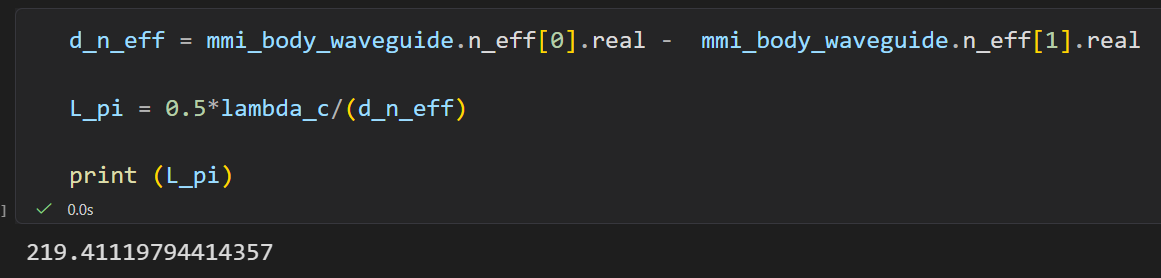 d_n_eff = mmi_body_waveguide.n_eff[0].real -  mmi_body_waveguide.n_eff[1].real
L_pi = 0.5*lambda_c/(d_n_eff)
print (L_pi)
]
✓ 0.0s
219.41119794414357